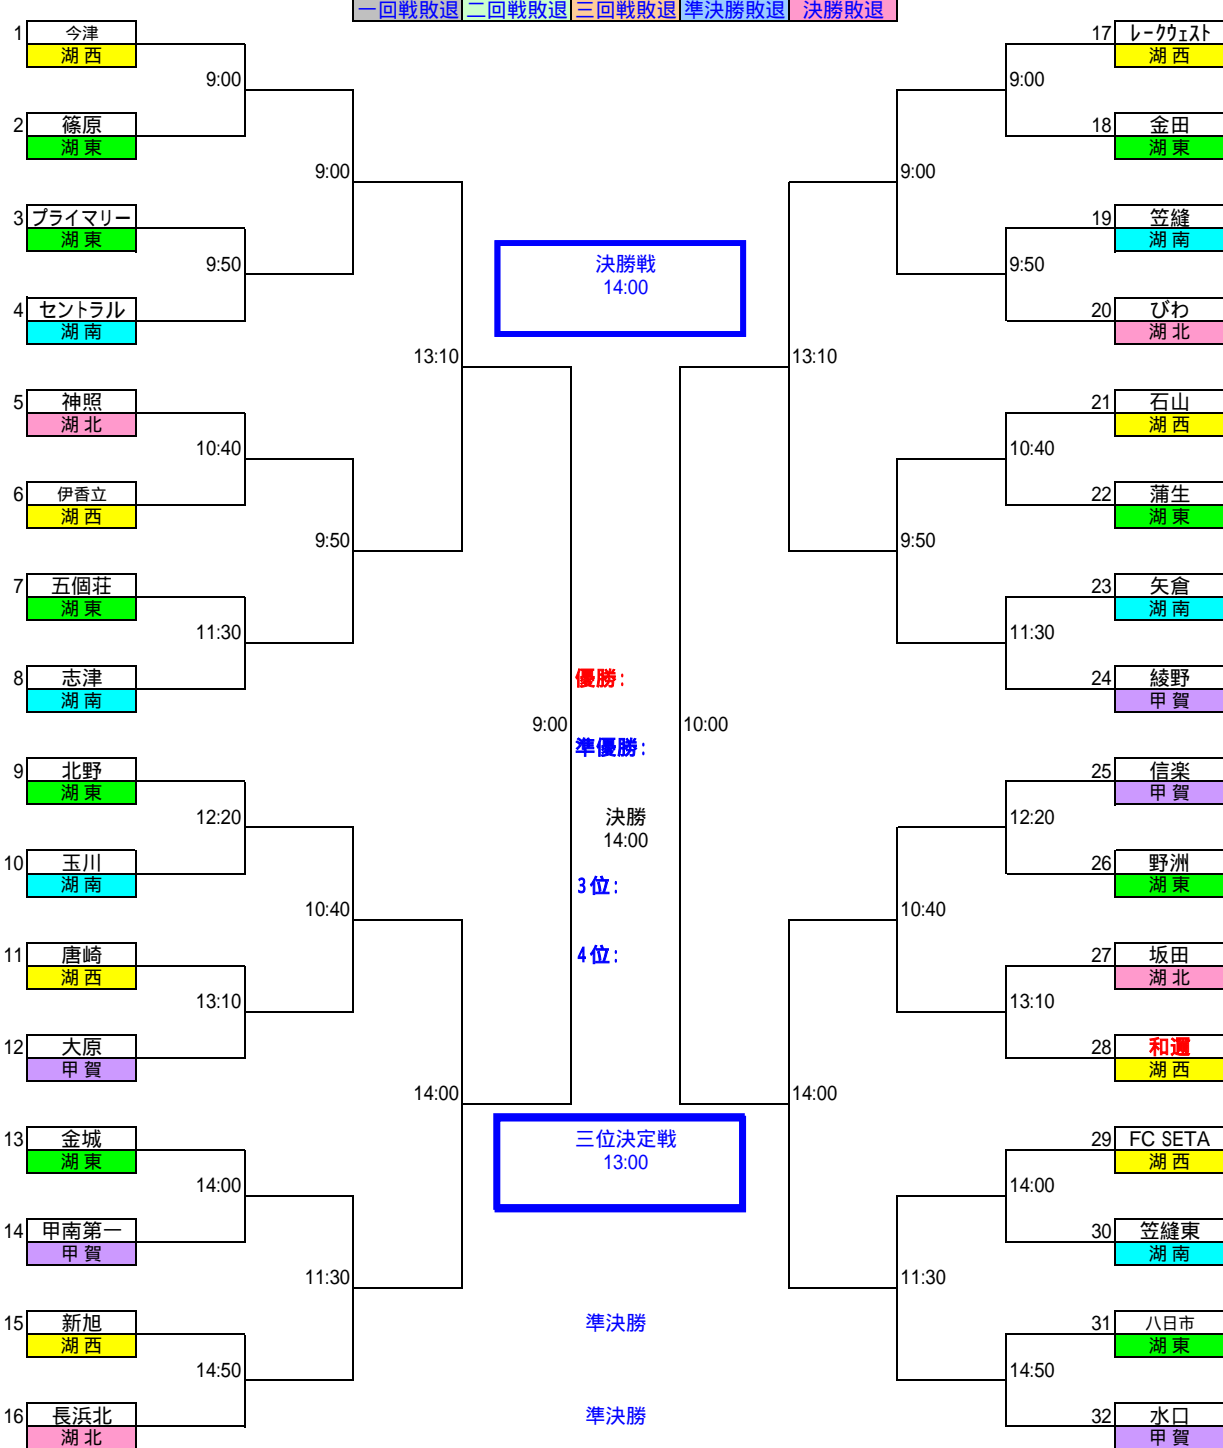 一回戦敗退 二回戦敗退 三回戦敗退 準決勝敗退 決勝敗退
1 今津
湖西
9:00
2 篠原
湖東
9:00
3 プライマリー
湖東
9:50
4 セントラル
湖南
13:10
5 神照
湖北
10:40
6 伊香立
湖西
9:50
7 五個荘
湖東
11:30
8 志津
湖南
9:00
9 北野
湖東
12:20
10 玉川
湖南
10:40
11 唐崎
湖西
13:10
12 大原
甲賀
14:00
13 金城
湖東
14:00
14 甲南第一
甲賀
11:30
15 新旭
湖西
14:50
16 長浜北
湖北
決勝戦
14:00
優勝:
準優勝:
決勝
14:00
3位:
4位:
三位決定戦
13:00
準決勝
準決勝
17 レークウェスト
湖西
9:00
18 金田
湖東
9:00
19 笠縫
湖南
9:50
20 びわ
湖北
13:10
21 石山
湖西
10:40
22 蒲生
湖東
9:50
23 矢倉
湖南
11:30
24 綾野
甲賀
10:00
25 信楽
甲賀
12:20
26 野洲
湖東
10:40
27 坂田
湖北
13:10
28 和邇
湖西
14:00
29 FC SETA
湖西
14:00
30 笠縫東
湖南
11:30
31 八日市
湖東
14:50
32 水口
甲賀